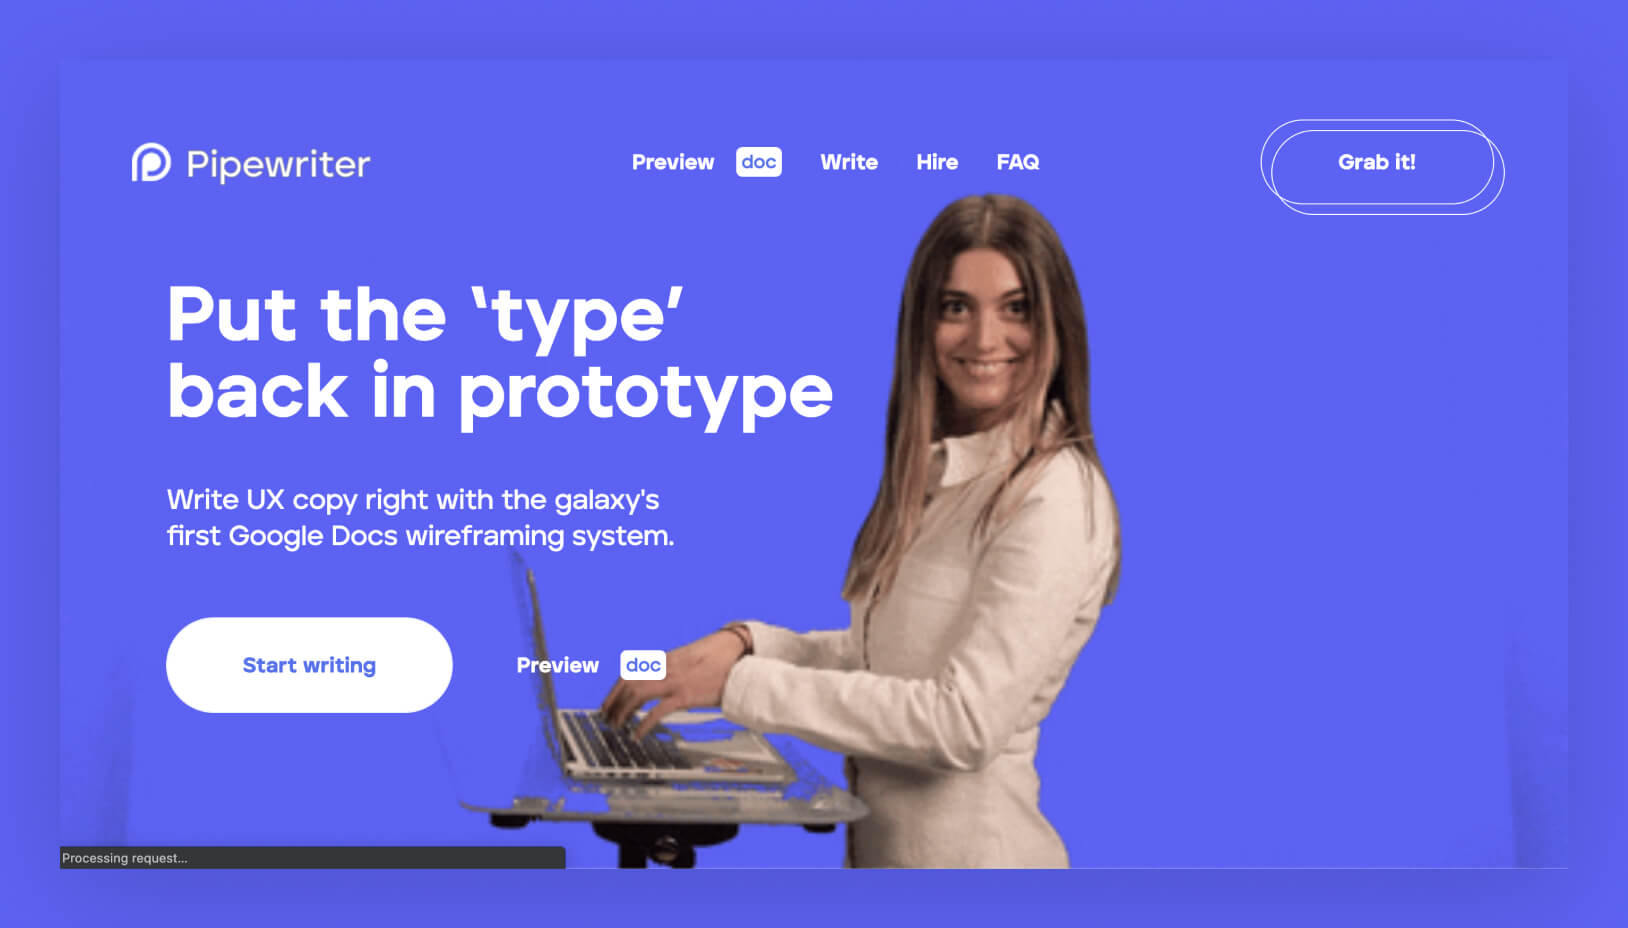 Pipewriter
Preview doc Write Hire FAQ
Grab it!
Put the ‘type’
back in prototype
Write UX copy right with the galaxy's
first Google Docs wireframing system.
Start writing
Preview doc
Processing request...